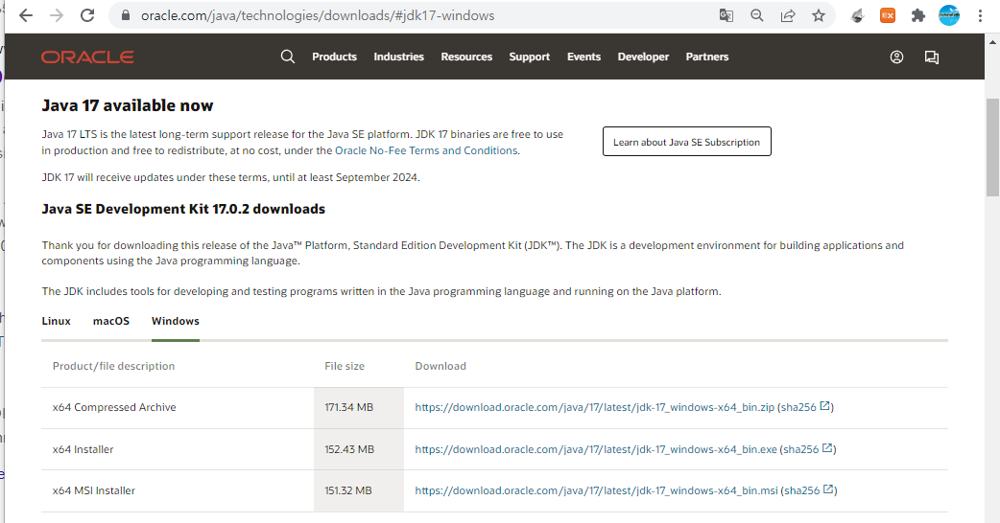 oracle.com/java/technologies/downloads/#jdk17-windows
EX
ORACLE
Products Industries Resources Support Events Developer Partners
Java 17 available now
Java 17 LTS is the latest long-term support release for the Java SE platform. JDK 17 binaries are free to use
in production and free to redistribute, at no cost, under the Oracle No-Fee Terms and Conditions.
Learn about Java SE Subscription
JDK 17 will receive updates under these terms, until at least September 2024.
Java SE Development Kit 17.0.2 downloads
Thank you for downloading this release of the Java™ Platform, Standard Edition Development Kit (JDK™). The JDK is a development environment for building applications and
components using the Java programming language.
The JDK includes tools for developing and testing programs written in the Java programming language and running on the Java platform.
Linux macOS Windows
Product/file description File size Download
x64 Compressed Archive 171.34 MB https://download.oracle.com/java/17/latest/jdk-17_windows-x64_bin.zip (sha256)
x64 Installer 152.43 MB https://download.oracle.com/java/17/latest/jdk-17_windows-x64_bin.exe (sha256)
x64 MSI Installer 151.32 MB https://download.oracle.com/java/17/latest/jdk-17_windows-x64_bin.msi (sha256)